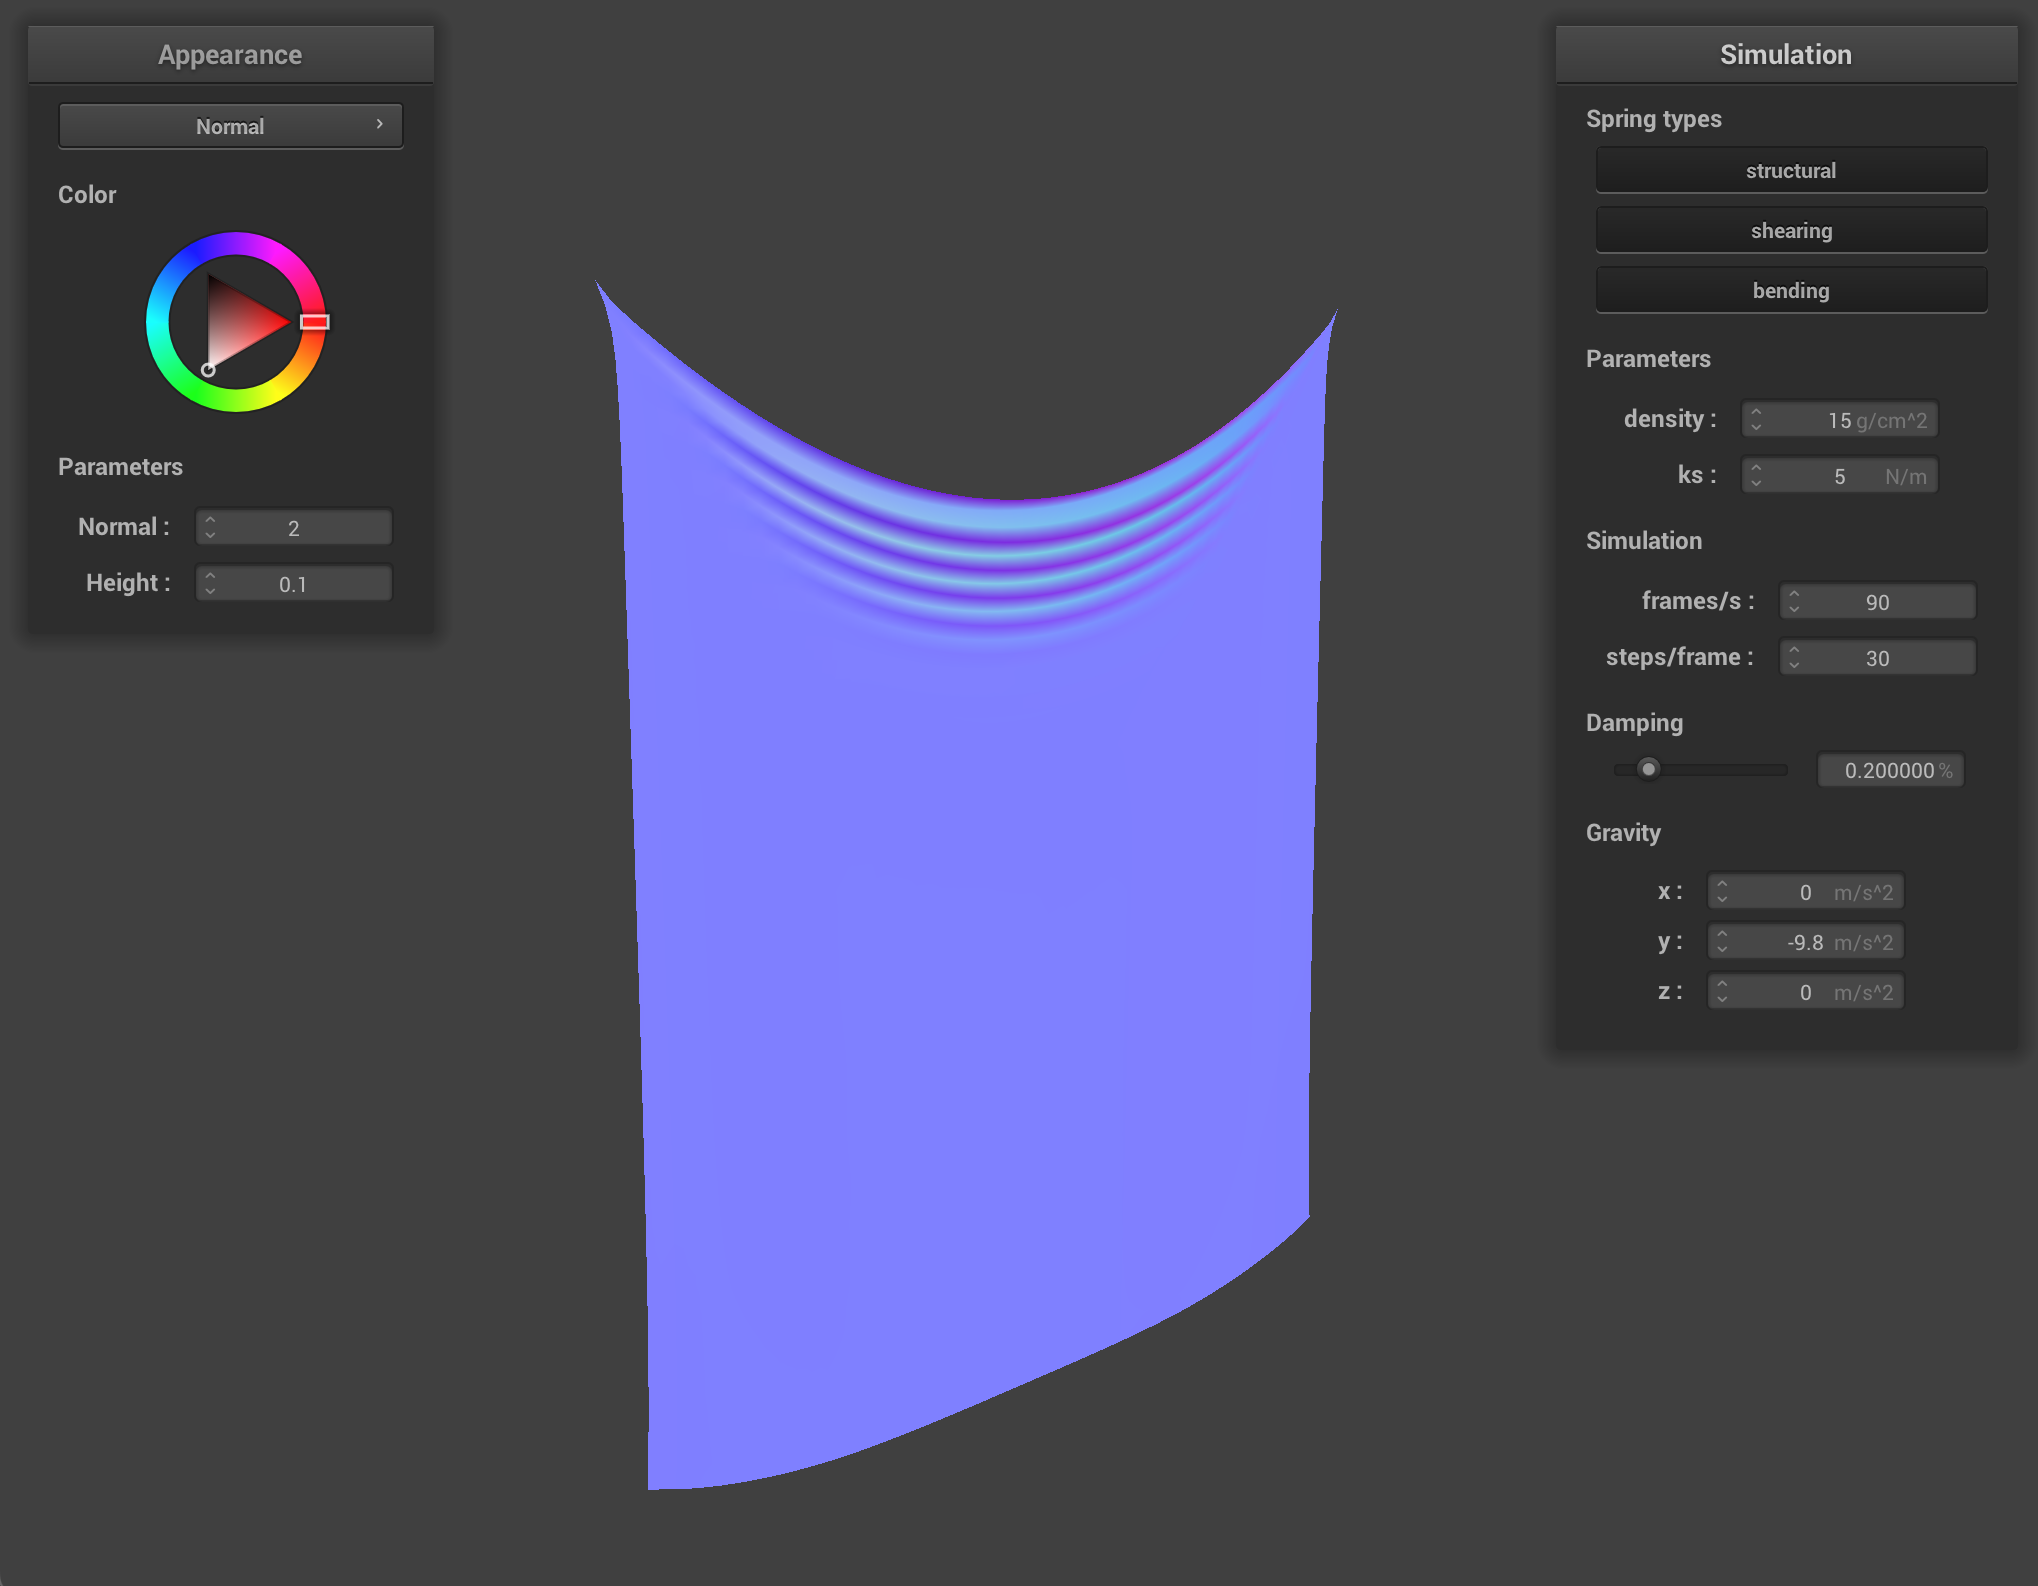 Appearance
Normal
Color
Parameters
Normal : 2
Height : 0.1
Simulation
Spring types
structural
shearing
bending
Parameters
density : 15 g/cm^2
ks : 5 N/m
Simulation
frames/s : 90
steps/frame : 30
Damping
0.200000 %
Gravity
x : 0 m/s^2
y : -9.8 m/s^2
z : 0 m/s^2